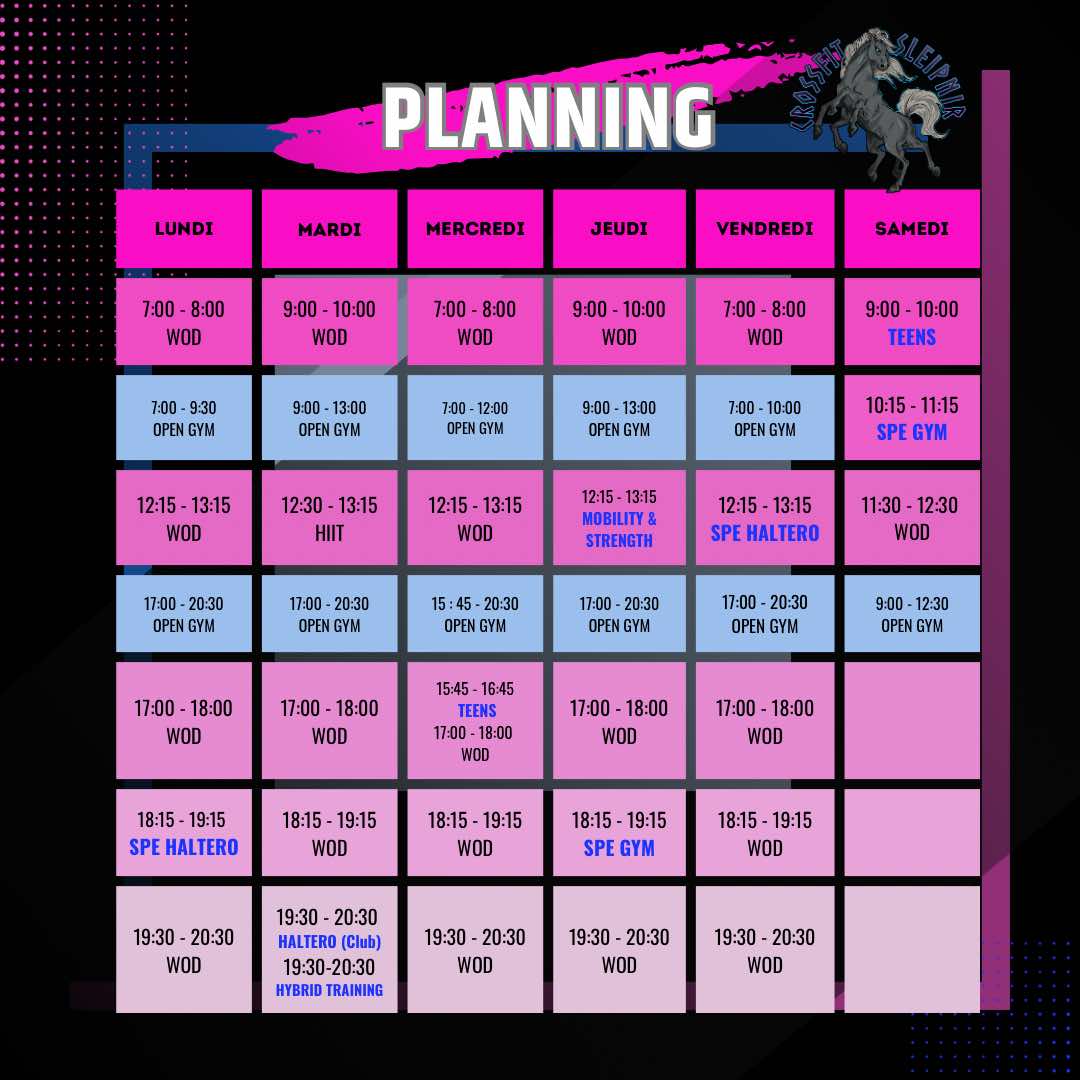 PLANNING
CROSSFIT SLEIPNIR
LUNDI
MARDI
MERCREDI
JEUDI
VENDREDI
SAMEDI
7:00 - 8:00
WOD
9:00 - 10:00
WOD
7:00 - 8:00
WOD
9:00 - 10:00
WOD
7:00 - 8:00
WOD
9:00 - 10:00
TEENS
7:00 - 9:30
OPEN GYM
9:00 - 13:00
OPEN GYM
7:00 - 12:00
OPEN GYM
9:00 - 13:00
OPEN GYM
7:00 - 10:00
OPEN GYM
10:15 - 11:15
SPE GYM
12:15 - 13:15
WOD
12:30 - 13:15
HIIT
12:15 - 13:15
WOD
12:15 - 13:15
MOBILITY &
STRENGTH
12:15 - 13:15
SPE HALTERO
11:30 - 12:30
WOD
17:00 - 20:30
OPEN GYM
17:00 - 20:30
OPEN GYM
15 : 45 - 20:30
OPEN GYM
17:00 - 20:30
OPEN GYM
17:00 - 20:30
OPEN GYM
9:00 - 12:30
OPEN GYM
17:00 - 18:00
WOD
17:00 - 18:00
WOD
15:45 - 16:45
TEENS
17:00 - 18:00
WOD
17:00 - 18:00
WOD
17:00 - 18:00
WOD
18:15 - 19:15
SPE HALTERO
18:15 - 19:15
WOD
18:15 - 19:15
WOD
18:15 - 19:15
SPE GYM
18:15 - 19:15
WOD
19:30 - 20:30
WOD
19:30 - 20:30
HALTERO (Club)
19:30-20:30
HYBRID TRAINING
19:30 - 20:30
WOD
19:30 - 20:30
WOD
19:30 - 20:30
WOD